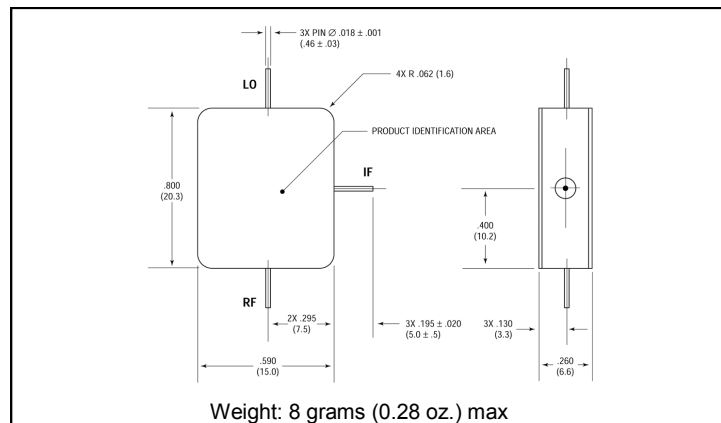 3X PIN Ø .018 ± .001
(.46 ± .03)
LO
4X R .062 (1.6)
PRODUCT IDENTIFICATION AREA
IF
.800
(20.3)
.400
(10.2)
RF
2X .295
(7.5)
3X .195 ± .020
(5.0 ± .5)
3X .130
(3.3)
.590
(15.0)
.260
(6.6)
Weight: 8 grams (0.28 oz.) max